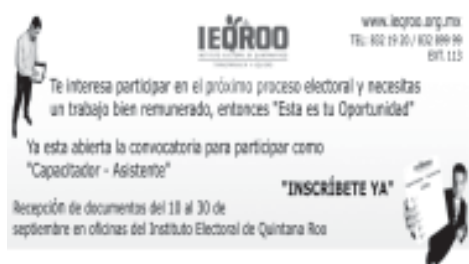 IEQROO
www.ieqroo.org.mx
TEL: 832 19 20 / 832 899 99
EXT. 113
Te interesa participar en el próximo proceso electoral y necesitas
un trabajo bien remunerado, entonces "Esta es tu Oportunidad"
Ya esta abierta la convocatoria para participar como
"Capacitador - Asistente"
"INSCRÍBETE YA"
Recepción de documentos del 10 al 30 de
septiembre en oficinas del Instituto Electoral de Quintana Roo